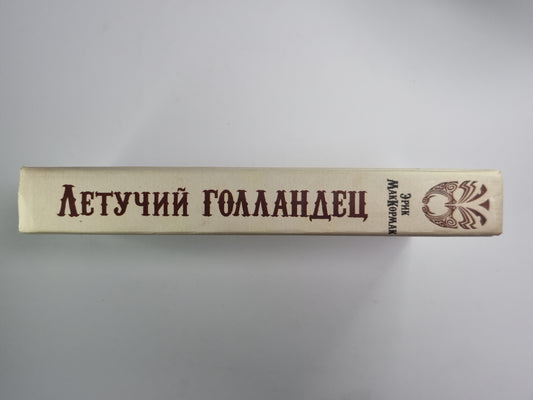 Летучий голландец
Эрик
МакКормак